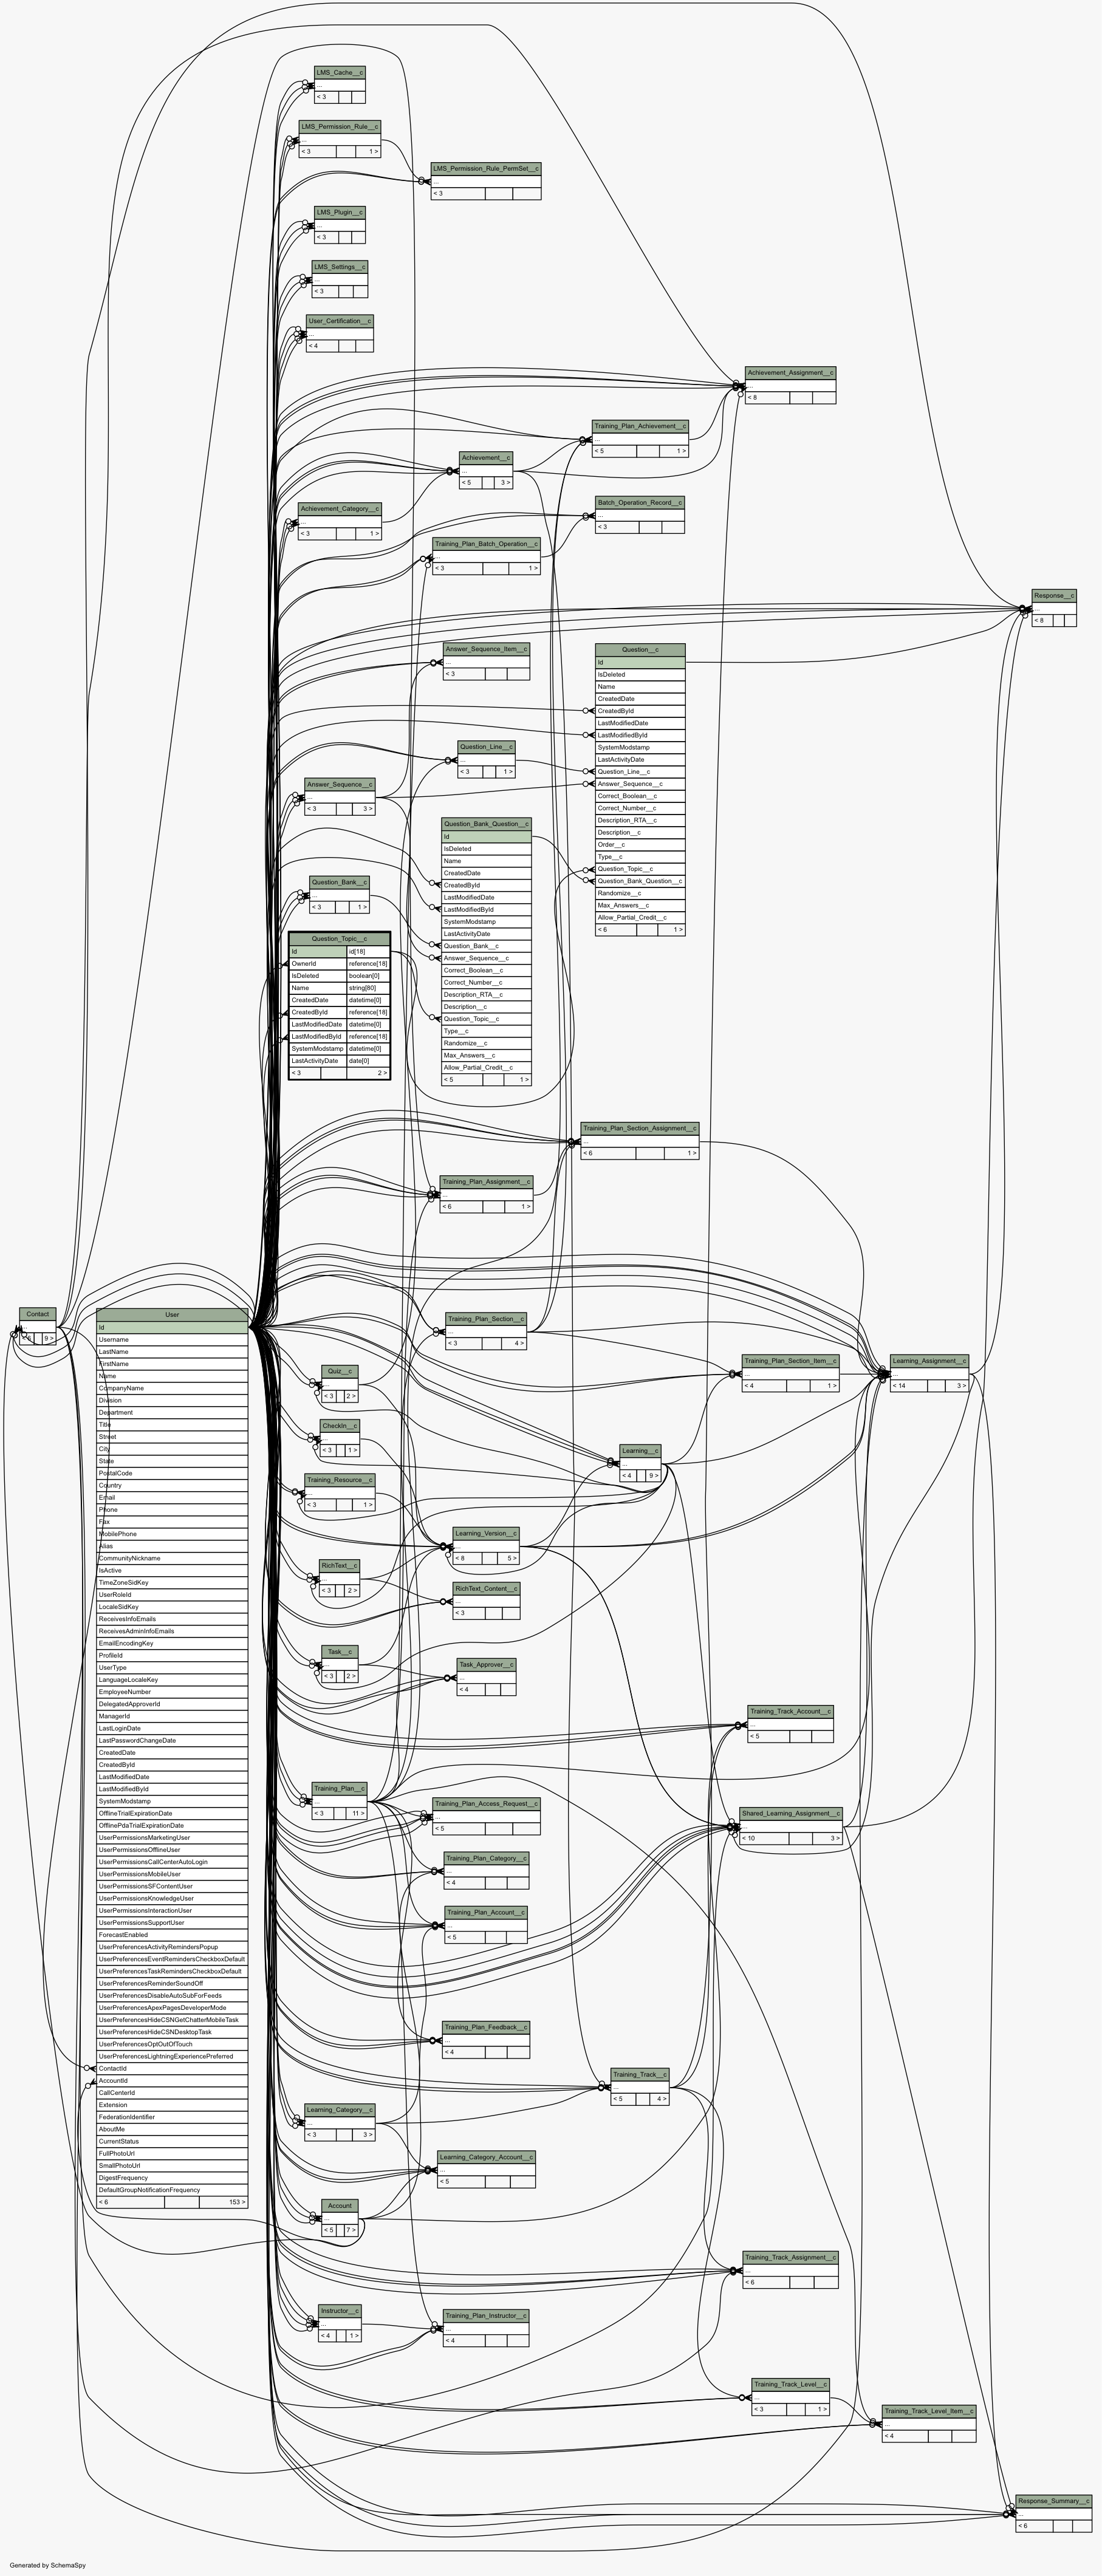 LMS_Cache__c
...
< 3
LMS_Permission_Rule__c
...
< 3 1 >
LMS_Permission_Rule_PermSet__c
...
< 3
LMS_Plugin__c
...
< 3
LMS_Settings__c
...
< 3
User_Certification__c
...
< 4
Achievement_Assignment__c
...
< 8
Training_Plan_Achievement__c
...
< 5 1 >
Achievement__c
...
< 5 3 >
Achievement_Category__c
...
< 3 1 >
Batch_Operation_Record__c
...
< 3
Training_Plan_Batch_Operation__c
...
< 3 1 >
Response__c
...
< 8
Answer_Sequence_Item__c
...
< 3
Question__c
Id
IsDeleted
Name
CreatedDate
CreatedById
LastModifiedDate
LastModifiedById
SystemModstamp
LastActivityDate
Question_Line__c
Answer_Sequence__c
Correct_Boolean__c
Correct_Number__c
Description_RTA__c
Description__c
Order__c
Type__c
Question_Topic__c
Question_Bank_Question__c
Randomize__c
Max_Answers__c
Allow_Partial_Credit__c
< 6 1 >
Question_Line__c
...
< 3 1 >
Answer_Sequence__c
...
< 3 3 >
Question_Bank_Question__c
Id
IsDeleted
Name
CreatedDate
CreatedById
LastModifiedDate
LastModifiedById
SystemModstamp
LastActivityDate
Question_Bank__c
Answer_Sequence__c
Correct_Boolean__c
Correct_Number__c
Description_RTA__c
Description__c
Question_Topic__c
Type__c
Randomize__c
Max_Answers__c
Allow_Partial_Credit__c
< 5 1 >
Question_Bank__c
...
< 3 1 >
Question_Topic__c
Id id[18]
OwnerId reference[18]
IsDeleted boolean[0]
Name string[80]
CreatedDate datetime[0]
CreatedById reference[18]
LastModifiedDate datetime[0]
LastModifiedById reference[18]
SystemModstamp datetime[0]
LastActivityDate date[0]
< 3 2 >
Training_Plan_Section_Assignment__c
...
< 6 1 >
Training_Plan_Assignment__c
...
< 6 1 >
Contact
...
< 6 9 >
User
Id
Username
LastName
FirstName
Name
CompanyName
Division
Department
Title
Street
City
State
PostalCode
Country
Email
Phone
Fax
MobilePhone
Alias
CommunityNickname
IsActive
TimeZoneSidKey
UserRoleId
LocaleSidKey
ReceivesInfoEmails
ReceivesAdminInfoEmails
EmailEncodingKey
ProfileId
UserType
LanguageLocaleKey
EmployeeNumber
DelegatedApproverId
ManagerId
LastLoginDate
LastPasswordChangeDate
CreatedDate
CreatedById
LastModifiedDate
LastModifiedById
SystemModstamp
OfflineTrialExpirationDate
OfflinePdaTrialExpirationDate
UserPermissionsMarketingUser
UserPermissionsOfflineUser
UserPermissionsCallCenterAutoLogin
UserPermissionsMobileUser
UserPermissionsSFContentUser
UserPermissionsKnowledgeUser
UserPermissionsInteractionUser
UserPermissionsSupportUser
ForecastEnabled
UserPreferencesActivityRemindersPopup
UserPreferencesEventRemindersCheckboxDefault
UserPreferencesTaskRemindersCheckboxDefault
UserPreferencesReminderSoundOff
UserPreferencesDisableAutoSubForFeeds
UserPreferencesApexPagesDeveloperMode
UserPreferencesHideCSNGetChatterMobileTask
UserPreferencesHideCSNDesktopTask
UserPreferencesOptOutOfTouch
UserPreferencesLightningExperiencePreferred
ContactId
AccountId
CallCenterId
Extension
FederationIdentifier
AboutMe
CurrentStatus
FullPhotoUrl
SmallPhotoUrl
DigestFrequency
DefaultGroupNotificationFrequency
< 6 153 >
Training_Plan_Section__c
...
< 3 4 >
Quiz__c
...
< 3 2 >
Training_Plan_Section_Item__c
...
< 4 1 >
Learning_Assignment__c
...
< 14 3 >
CheckIn__c
...
< 3 1 >
Learning__c
...
< 4 9 >
Training_Resource__c
...
< 3 1 >
Learning_Version__c
...
< 8 5 >
RichText__c
...
< 3 2 >
RichText_Content__c
...
< 3
Task__c
...
< 3 2 >
Task_Approver__c
...
< 4
Training_Track_Account__c
...
< 5
Training_Plan__c
...
< 3 11 >
Training_Plan_Access_Request__c
...
< 5
Shared_Learning_Assignment__c
...
< 10 3 >
Training_Plan_Category__c
...
< 4
Training_Plan_Account__c
...
< 5
Training_Plan_Feedback__c
...
< 4
Training_Track__c
...
< 5 4 >
Learning_Category__c
...
< 3 3 >
Learning_Category_Account__c
...
< 5
Account
...
< 5 7 >
Training_Track_Assignment__c
...
< 6
Instructor__c
...
< 4 1 >
Training_Plan_Instructor__c
...
< 4
Training_Track_Level__c
...
< 3 1 >
Training_Track_Level_Item__c
...
< 4
Response_Summary__c
...
< 6
Generated by SchemaSpy